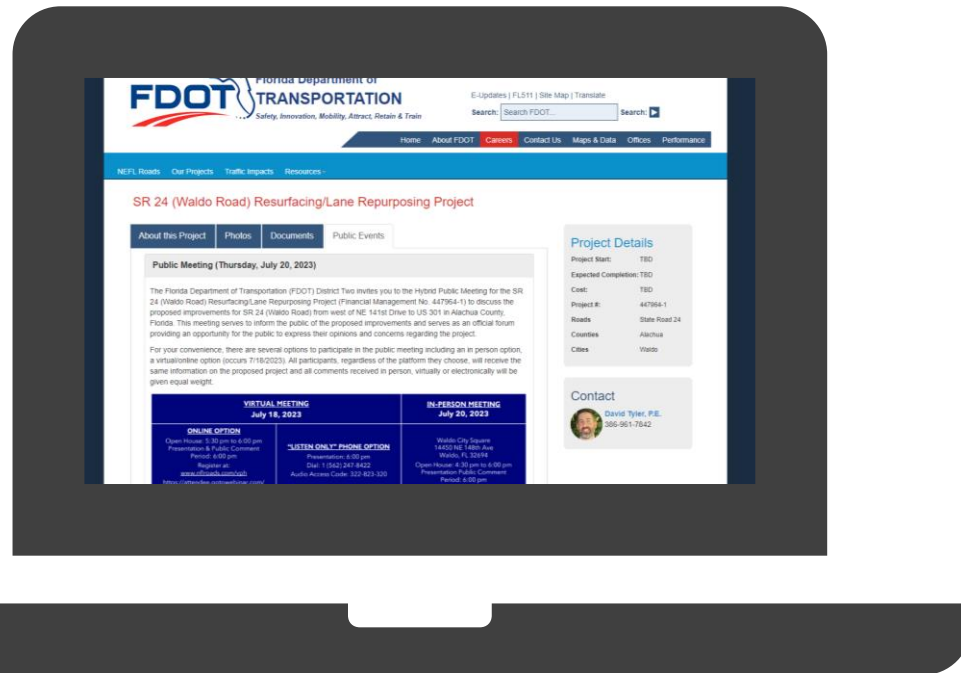 Florida Department of
FDOT
TRANSPORTATION
Safety, Innovation, Mobility, Attract, Retain & Train
E-Updates | FL511 | Site Map | Translate
Search: Search FDOT... Search:
Home About FDOT Careers Contact Us Maps & Data Offices Performance
NEFL Roads Our Projects Traffic Impacts Resources -
SR 24 (Waldo Road) Resurfacing/Lane Repurposing Project
About this Project Photos Documents Public Events
Public Meeting (Thursday, July 20, 2023)
The Florida Department of Transportation (FDOT) District Two invites you to the Hybrid Public Meeting for the SR
24 (Waldo Road) Resurfacing/Lane Repurposing Project (Financial Management No. 447964-1) to discuss the
proposed improvements for SR 24 (Waldo Road) from west of NE 141st Drive to US 301 in Alachua County,
Florida. This meeting serves to inform the public of the proposed improvements and serves as an official forum
providing an opportunity for the public to express their opinions and concerns regarding the project.
For your convenience, there are several options to participate in the public meeting including an in person option,
a virtual/online option (occurs 7/18/2023). All participants, regardless of the platform they choose, will receive the
same information on the proposed project and all comments received in person, virtually or electronically will be
given equal weight.
VIRTUAL MEETING
July 18, 2023
ONLINE OPTION
Open House: 5:30 pm to 6:00 pm
Presentation & Public Comment
Period: 6:00 pm
Register at:
www.nflroads.com/vph
https://attendee.gotowebinar.com/
"LISTEN ONLY" PHONE OPTION
Presentation: 6:00 pm
Dial: 1 (562) 247-8422
Audio Access Code: 322-823-320
IN-PERSON MEETING
July 20, 2023
Waldo City Square
14450 NE 148th Ave
Waldo, FL 32694
Open House: 4:30 pm to 6:00 pm
Presentation Public Comment
Period: 6:00 pm
Project Details
Project Start: TBD
Expected Completion: TBD
Cost: TBD
Project #: 447964-1
Roads State Road 24
Counties Alachua
Cities Waldo
Contact
David Tyler, P.E.
386-961-7842